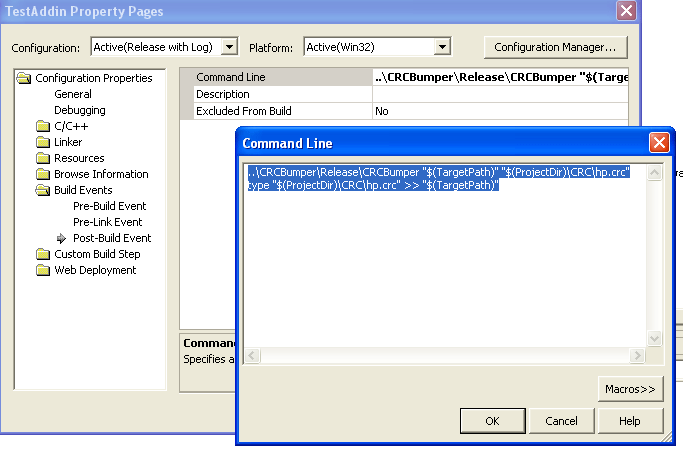 TestAddin Property Pages
Configuration: Active(Release with Log) Platform: Active(Win32) Configuration Manager...
Configuration Properties
General
Debugging
C/C++
Linker
Resources
Browse Information
Build Events
Pre-Build Event
Pre-Link Event
Post-Build Event
Custom Build Step
Web Deployment
Command Line ..\CRCBumper\Release\CRCBumper "$(Targe
Description
Excluded From Build No
Comman
Specifies a
Command Line
..\CRCBumper\Release\CRCBumper "$(TargetPath)" "$(ProjectDir)\CRC\hp.crc"
type "$(ProjectDir)\CRC\hp.crc" >> "$(TargetPath)"
Macros>>
OK Cancel Help